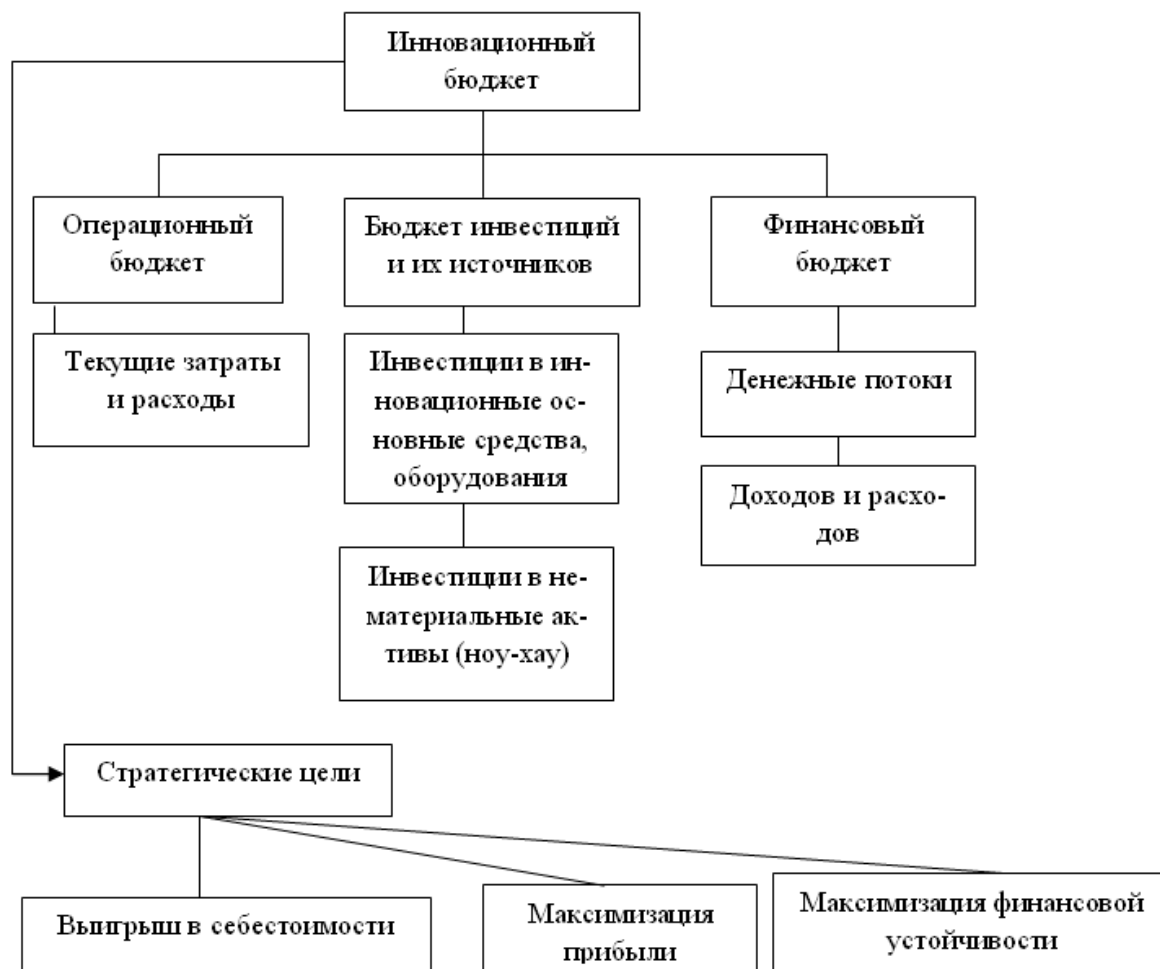 Инновационный
бюджет
Операционный
бюджет
Бюджет инвестиций
и их источников
Финансовый
бюджет
Текущие затраты
и расходы
Инвестиции в ин-
новационные ос-
новные средства,
оборудования
Денежные потоки
Доходов и расхо-
дов
Инвестиции в не-
материальные ак-
тивы (ноу-хау)
Стратегические цели
Выигрыш в себестоимости
Максимизация
прибыли
Максимизация финансовой
устойчивости